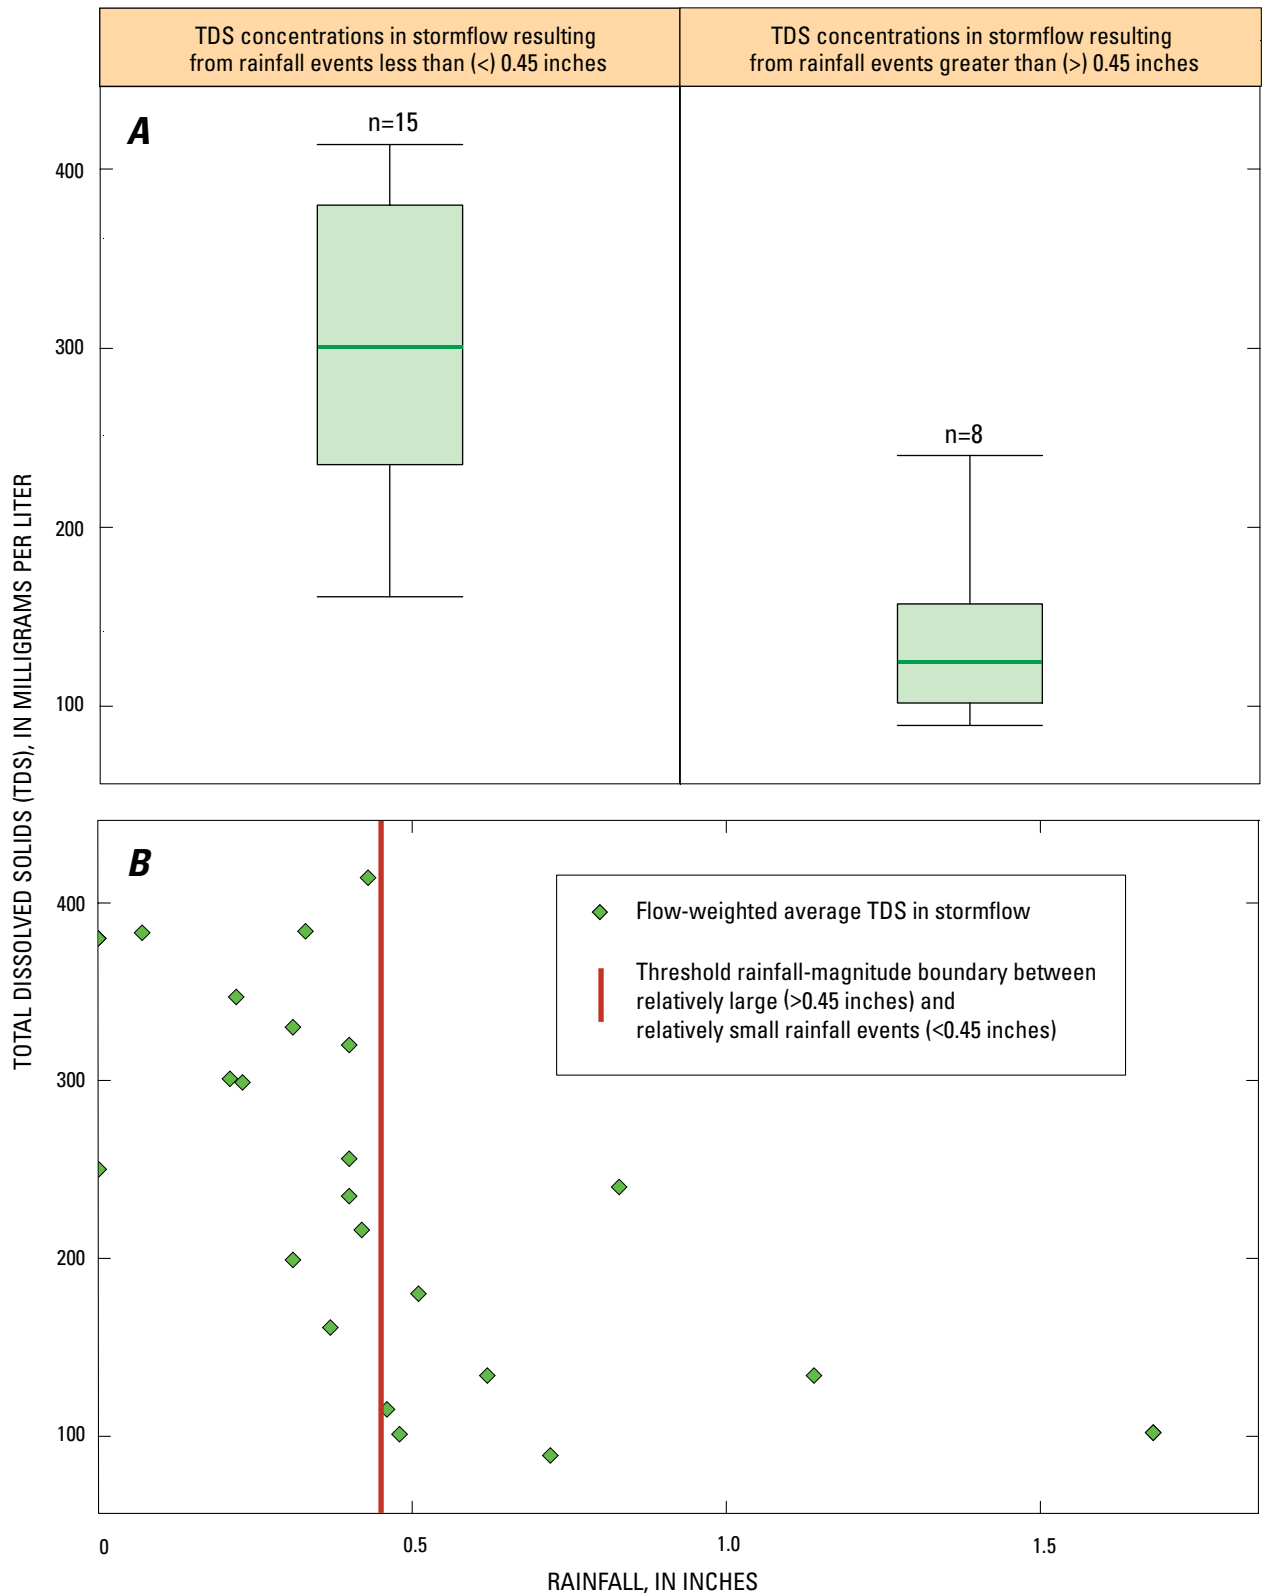 TDS concentrations in stormflow resulting
from rainfall events less than (<) 0.45 inches
TDS concentrations in stormflow resulting
from rainfall events greater than (>) 0.45 inches
A
n=15
n=8
400
300
200
100
TOTAL DISSOLVED SOLIDS (TDS), IN MILLIGRAMS PER LITER
B
Flow-weighted average TDS in stormflow
Threshold rainfall-magnitude boundary between
relatively large (>0.45 inches) and
relatively small rainfall events (<0.45 inches)
400
300
200
100
0
0.5
1.0
1.5
RAINFALL, IN INCHES